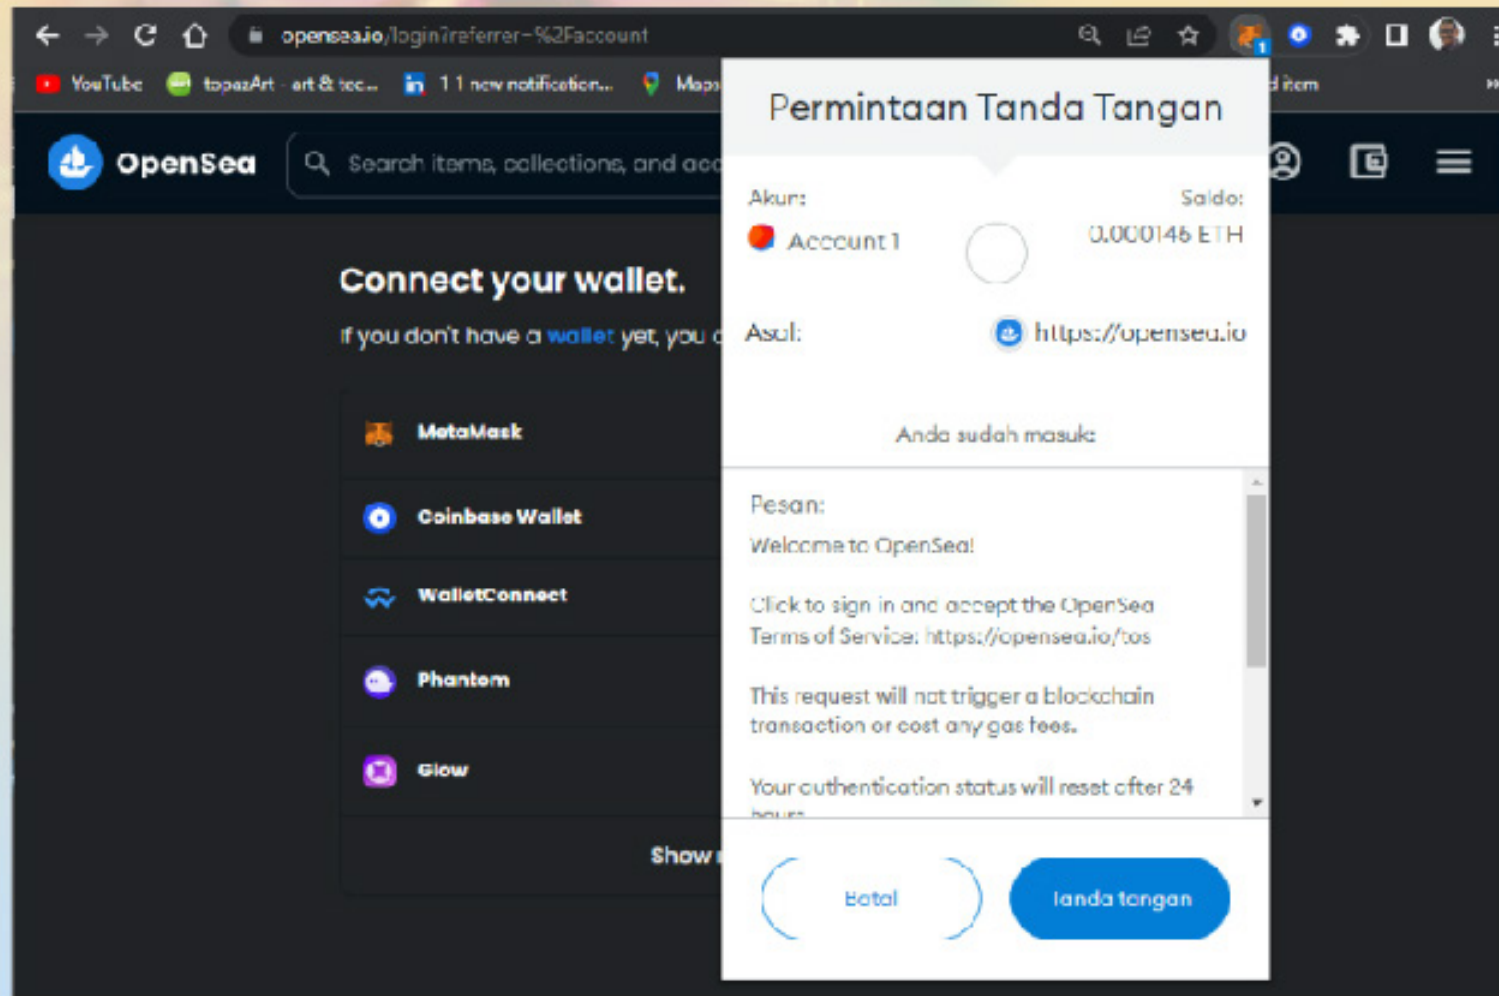 opensea.io/login?referrer=%2Faccount
YouTube
topazArt - art & tec...
11 new notification...
Maps
d item
OpenSea
Search items, collections, and acc
Connect your wallet.
If you don't have a wallet yet, you c
MetaMask
Coinbase Wallet
WalletConnect
Phantom
Glow
Show
Permintaan Tanda Tangan
Akun:
Saldo:
Account 1
0.000146 ETH
Asal:
https://opensea.io
Anda sudah masuk:
Pesan:
Welcome to OpenSea!
Click to sign in and accept the OpenSea
Terms of Service: https://opensea.io/tos
This request will not trigger a blockchain
transaction or cost any gas fees.
Your authentication status will reset after 24
hours
Batal
Tanda tangan
1